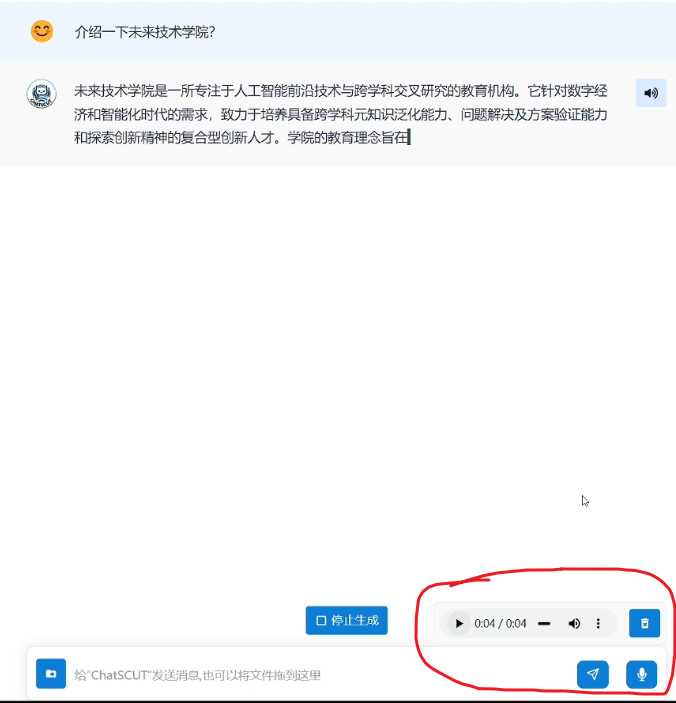 介绍一下未来技术学院?
未来技术学院是一所专注于人工智能前沿技术与跨学科交叉研究的教育机构。它针对数字经
济和智能化时代的需求，致力于培养具备跨学科元知识泛化能力、问题解决及方案验证能力
和探索创新精神的复合型创新人才。学院的教育理念旨在
停止生成
0:04 / 0:04
给"ChatSCUT"发送消息,也可以将文件拖到这里